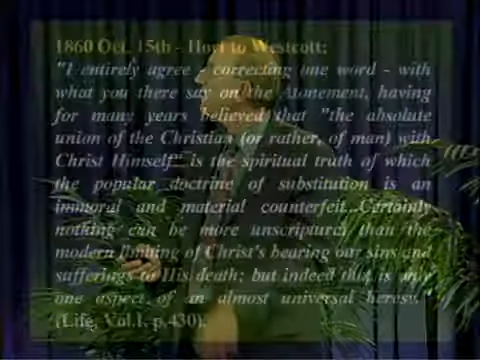 1860 Oct. 15th - Hort to Westcott:
"I entirely agree - correcting one word - with
what you there say on the Atonement, having
for many years believed that "the absolute
union of the Christian (or rather, of man) with
Christ Himself" is the spiritual truth of which
the popular doctrine of substitution is an
immoral and material counterfeit...Certainly
nothing can be more unscriptural than the
modern limiting of Christ's bearing our sins and
sufferings to His death; but indeed this is only
one aspect of an almost universal heresy."
(Life, Vol.I, p.430).